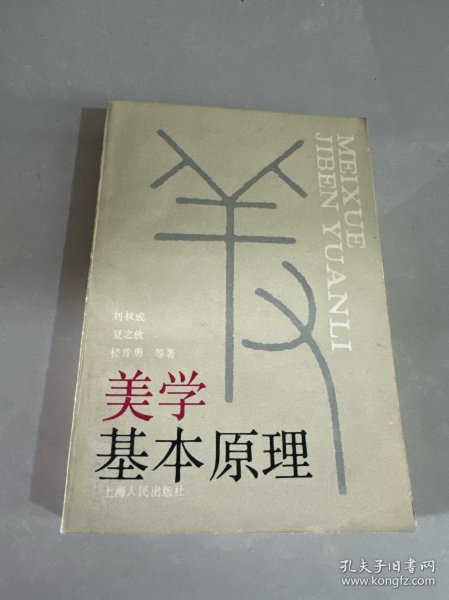 MEIXUE
JIBEN YUANLI
刘叔成
夏之放
楼昔勇 等著
美学
基本原理
上海人民出版社
孔夫子旧书网
www.kongfz.com